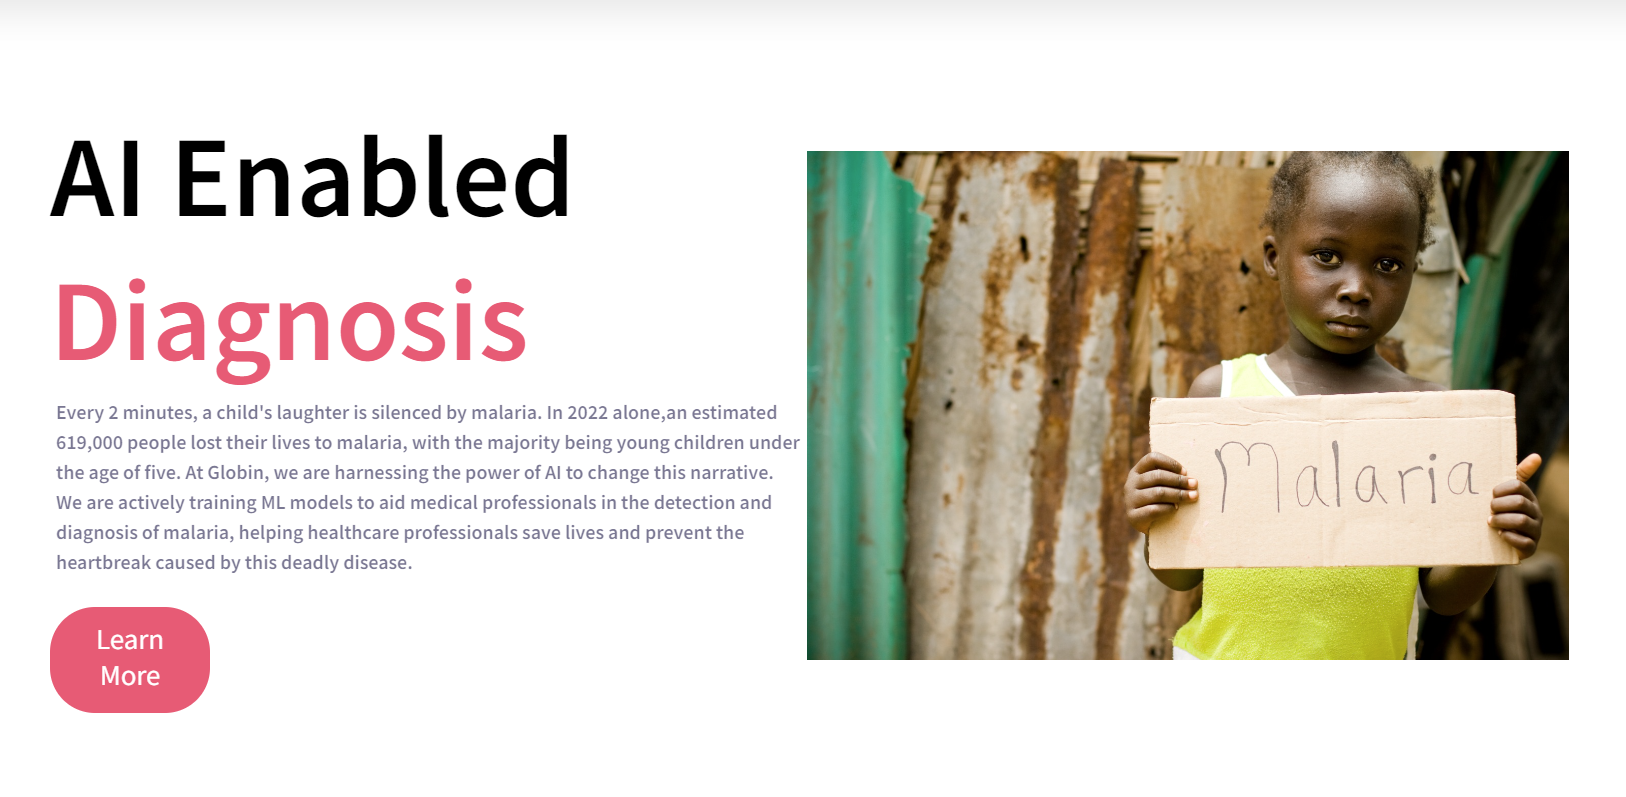 AI Enabled
Diagnosis
Every 2 minutes, a child's laughter is silenced by malaria. In 2022 alone,an estimated
619,000 people lost their lives to malaria, with the majority being young children under
the age of five. At Globin, we are harnessing the power of AI to change this narrative.
We are actively training ML models to aid medical professionals in the detection and
diagnosis of malaria, helping healthcare professionals save lives and prevent the
heartbreak caused by this deadly disease.
Learn
More
Malaria